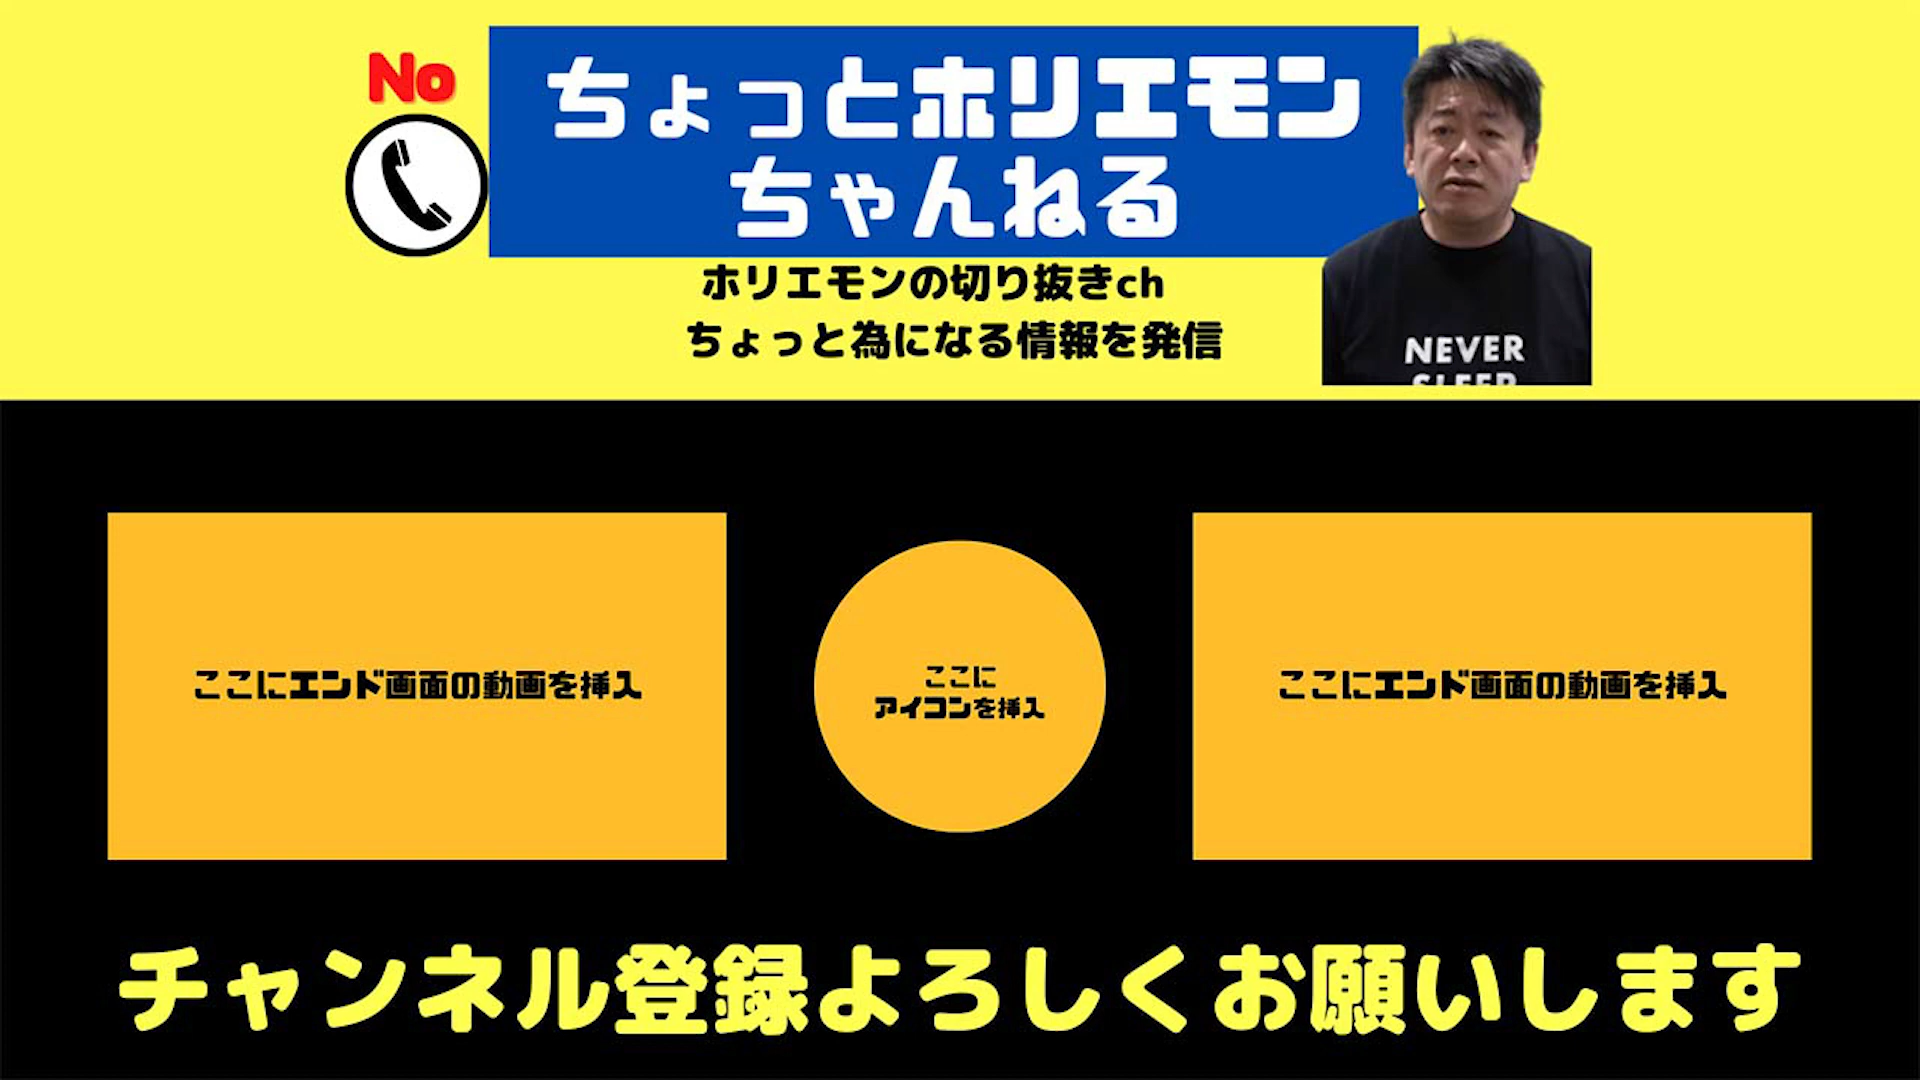 No
ちょっとホリエモン
ちゃんねる
ホリエモンの切り抜きch
ちょっと為になる情報を発信
NEVER
SLEEP
ここにエンド画面の動画を挿入
ここに
アイコンを挿入
ここにエンド画面の動画を挿入
チャンネル登録よろしくお願いします